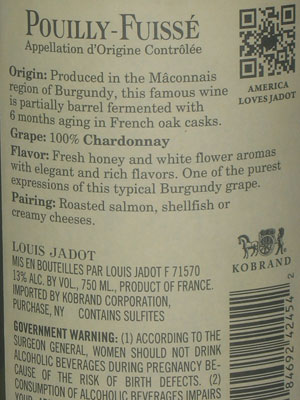 POUILLY-FUISSÉ
Appellation d'Origine Contrôlée
AMERICA
LOVES JADOT
Origin: Produced in the Mâconnais
region of Burgundy, this famous wine
is partially barrel fermented with
6 months aging in French oak casks.
Grape: 100% Chardonnay
Flavor: Fresh honey and white flower aromas
with elegant and rich flavors. One of the purest
expressions of this typical Burgundy grape.
Pairing: Roasted salmon, shellfish or
creamy cheeses.
KOBRAND
LOUIS JADOT
MIS EN BOUTEILLES PAR LOUIS JADOT F 71570
13% ALC. BY VOL., 750 ML., PRODUCT OF FRANCE.
IMPORTED BY KOBRAND CORPORATION,
PURCHASE, NY CONTAINS SULFITES
GOVERNMENT WARNING: (1) ACCORDING TO THE
SURGEON GENERAL, WOMEN SHOULD NOT DRINK
ALCOHOLIC BEVERAGES DURING PREGNANCY BE-
CAUSE OF THE RISK OF BIRTH DEFECTS. (2)
CONSUMPTION OF ALCOHOLIC BEVERAGES IMPAIRS
84692 42454